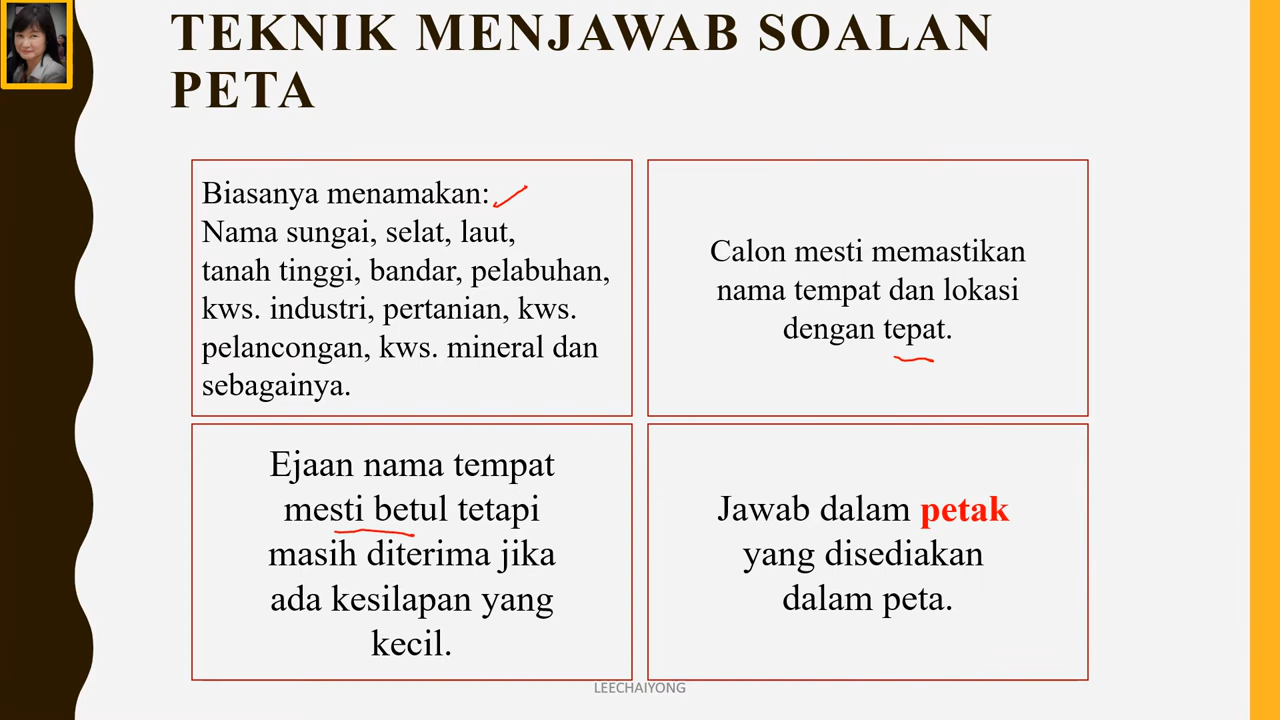 TEKNIK MENJAWAB SOALAN
PETA
Biasanya menamakan:
Nama sungai, selat, laut,
tanah tinggi, bandar, pelabuhan,
kws. industri, pertanian, kws.
pelancongan, kws. mineral dan
sebagainya.
Calon mesti memastikan
nama tempat dan lokasi
dengan tepat.
Ejaan nama tempat
mesti betul tetapi
masih diterima jika
ada kesilapan yang
kecil.
Jawab dalam petak
yang disediakan
dalam peta.
LEECHAIYONG